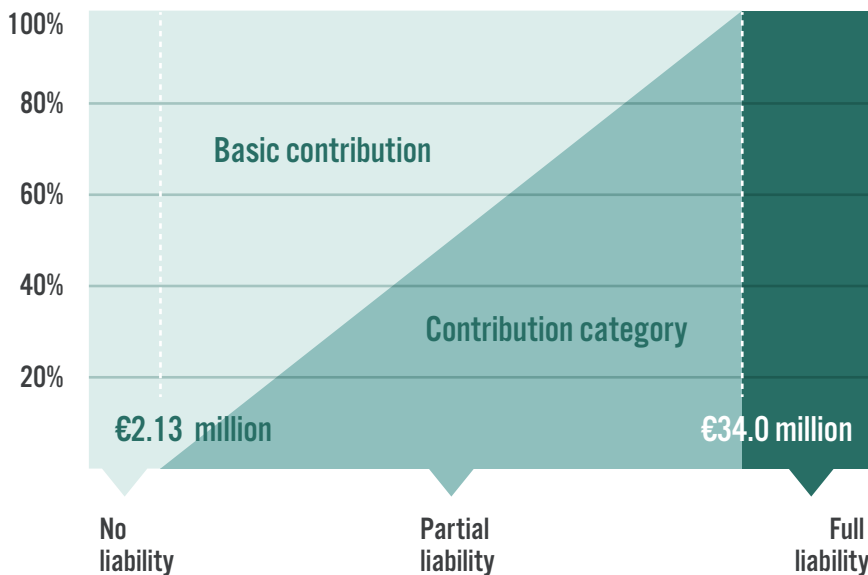 100%
80%
Basic contribution
60%
40%
Contribution category
20%
€2.13 million
€34.0 million
No
liability
Partial
liability
Full
liability